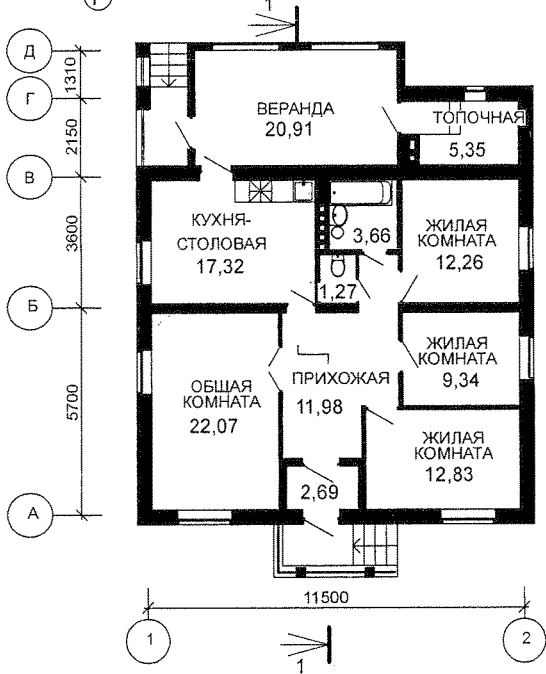 1
Д
1310
Г
ВЕРАНДА
20,91
ТОПОЧНАЯ
5,35
2150
В
3600
КУХНЯ-
СТОЛОВАЯ
17,32
3,66
ЖИЛАЯ
КОМНАТА
12,26
1,27
Б
5700
ОБЩАЯ
КОМНАТА
22,07
ПРИХОЖАЯ
11,98
ЖИЛАЯ
КОМНАТА
9,34
ЖИЛАЯ
КОМНАТА
12,83
2,69
А
11500
1
2
1